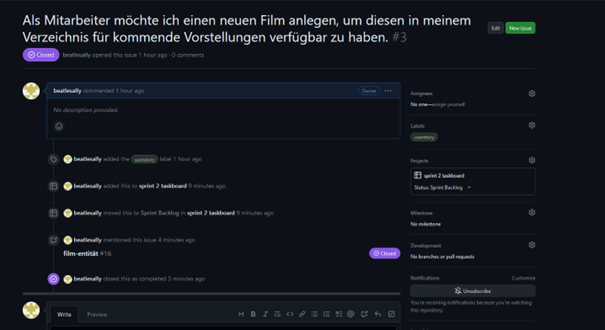 Als Mitarbeiter möchte ich einen neuen Film anlegen, um diesen in meinem
Verzeichnis für kommende Vorstellungen verfügbar zu haben. #3
Edit
New issue
Closed
beatlesally opened this issue 1 hour ago · 0 comments
beatlesally commented 1 hour ago
Owner
No description provided.
beatlesally added the userstory label 1 hour ago
beatlesally added this to sprint 2 taskboard 9 minutes ago
beatlesally moved this to Sprint Backlog in sprint 2 taskboard 9 minutes ago
beatlesally mentioned this issue 4 minutes ago
film-entität #16
Closed
beatlesally closed this as completed 3 minutes ago
Write
Preview
Assignees
No one—assign yourself
Labels
userstory
Projects
sprint 2 taskboard
Status: Sprint Backlog
Milestone
No milestone
Development
No branches or pull requests
Notifications
Customize
Unsubscribe
You're receiving notifications because you're watching
this repository.